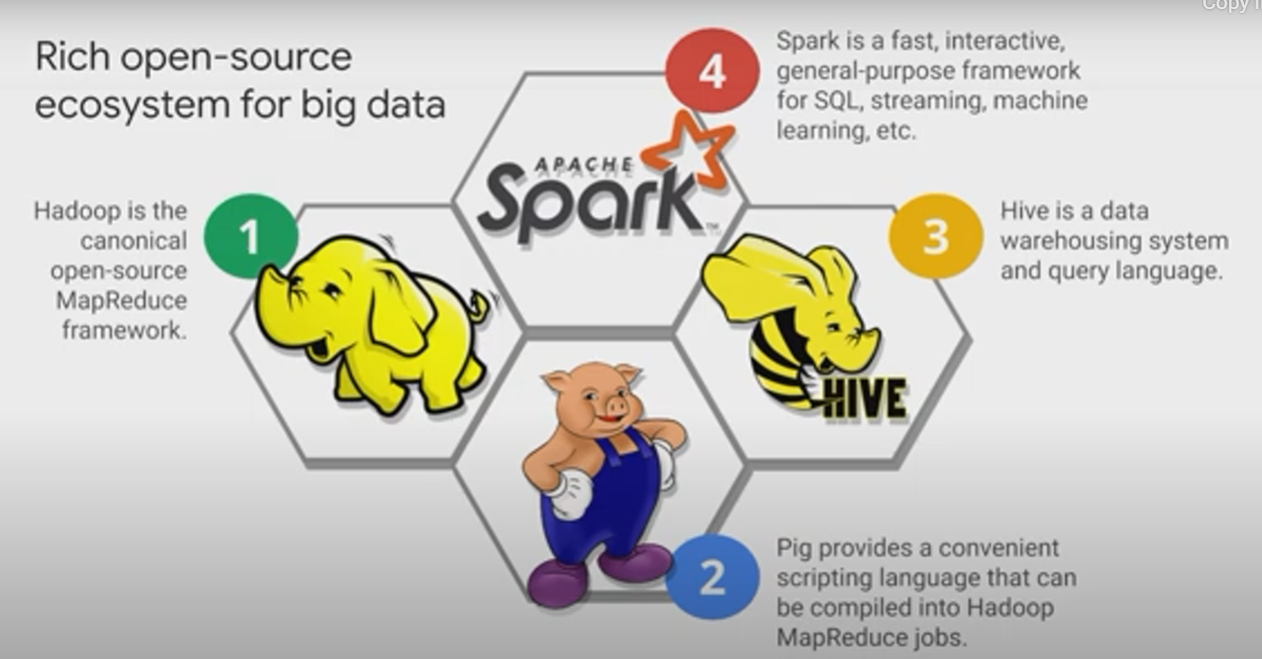 Copy
Rich open-source
ecosystem for big data
4
Spark is a fast, interactive,
general-purpose framework
for SQL, streaming, machine
learning, etc.
APACHE
Spark™
Hadoop is the
canonical
open-source
MapReduce
framework.
1
3
Hive is a data
warehousing system
and query language.
HIVE
2
Pig provides a convenient
scripting language that can
be compiled into Hadoop
MapReduce jobs.